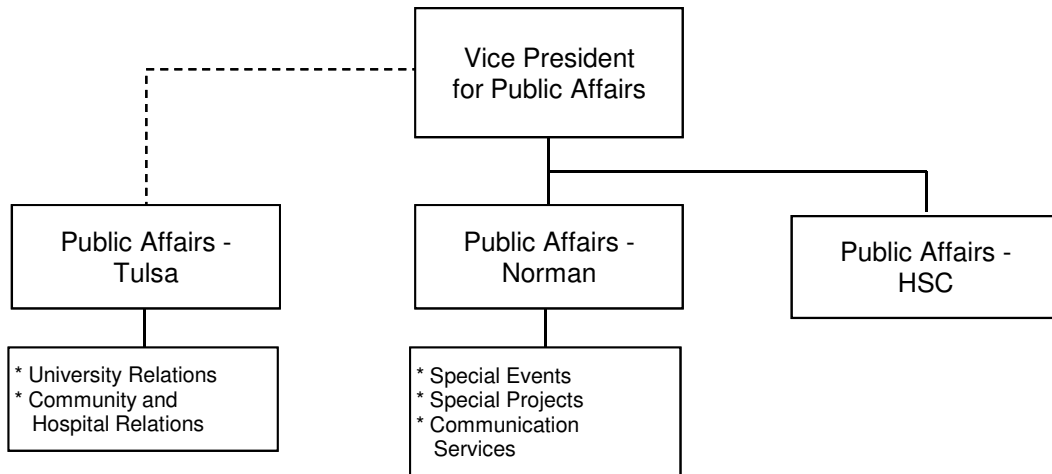 Vice President
for Public Affairs
Public Affairs -
Tulsa
Public Affairs -
Norman
Public Affairs -
HSC
* University Relations
* Community and
Hospital Relations
* Special Events
* Special Projects
* Communication
Services